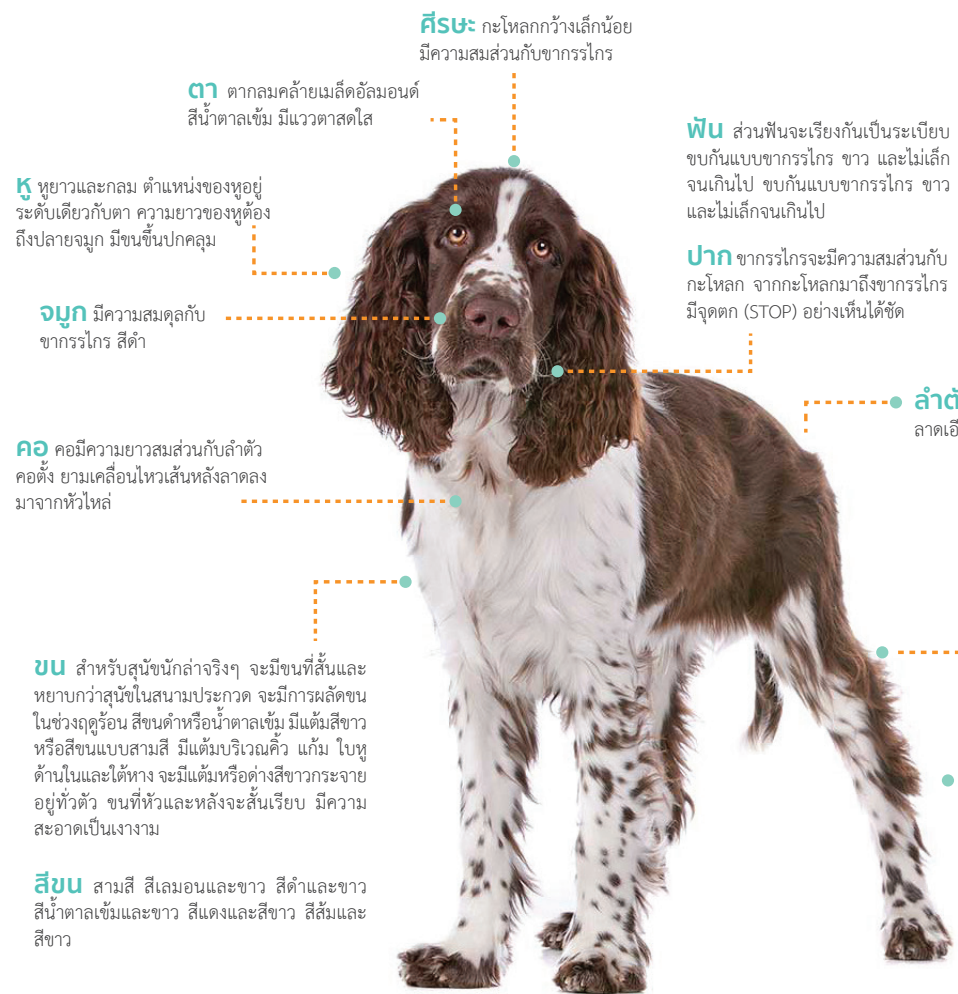 ศีรษะ กะโหลกกว้างเล็กน้อย
มีความสมส่วนกับขากรรไกร
ตา ตากลมคล้ายเมล็ดอัลมอนด์
สีน้ำตาลเข้ม มีแววตาสดใส
ฟัน ส่วนฟันจะเรียงกันเป็นระเบียบ
ขบกันแบบขากรรไกร ขาว และไม่เล็ก
จนเกินไป ขบกันแบบขากรรไกร ขาว
และไม่เล็กจนเกินไป
หู หูยาวและกลม ตำแหน่งของหูอยู่
ระดับเดียวกับตา ความยาวของหูต้อง
ถึงปลายจมูก มีขนขึ้นปกคลุม
ปาก ขากรรไกรจะมีความสมส่วนกับ
กะโหลก จากกะโหลกมาถึงขากรรไกร
มีจุดตก (STOP) อย่างเห็นได้ชัด
จมูก มีความสมดุลกับ
ขากรรไกร สีดำ
คอ คอมีความยาวสมส่วนกับลำตัว
คอตั้ง ยามเคลื่อนไหวเส้นหลังลาดลง
มาจากหัวไหล่
ขน สำหรับสุนัขนักล่าจริงๆ จะมีขนที่สั้นและ
หยาบกว่าสุนัขในสนามประกวด จะมีการผลัดขน
ในช่วงฤดูร้อน สีขนดำหรือน้ำตาลเข้ม มีแต้มสีขาว
หรือสีขนแบบสามสี มีแต้มบริเวณคิ้ว แก้ม ใบหู
ด้านในและใต้หาง จะมีแต้มหรือด่างสีขาวกระจาย
อยู่ทั่วตัว ขนที่หัวและหลังจะสั้นเรียบ มีความ
สะอาดเป็นเงางาม
สีขน สามสี สีเลมอนและขาว สีดำและขาว
สีน้ำตาลเข้มและขาว สีแดงและสีขาว สีส้มและ
สีขาว